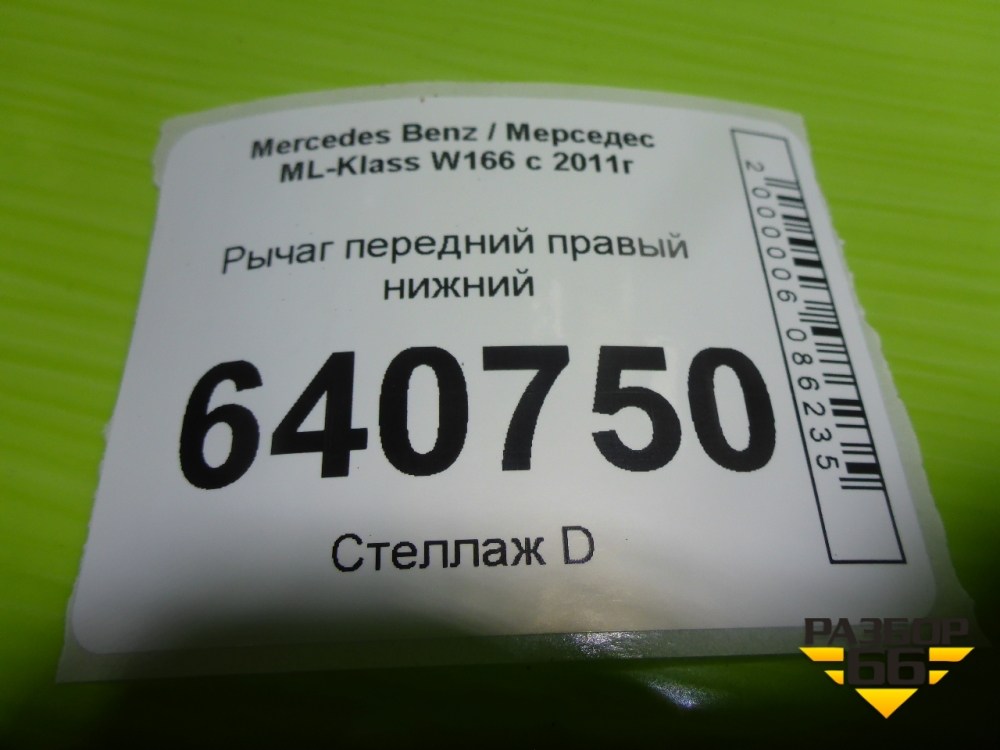 Mercedes Benz / Мерседес
ML-Klass W166 с 2011г
Рычаг передний правый
нижний
640750
Стеллаж D
2000006086235
РАЗБОР
66